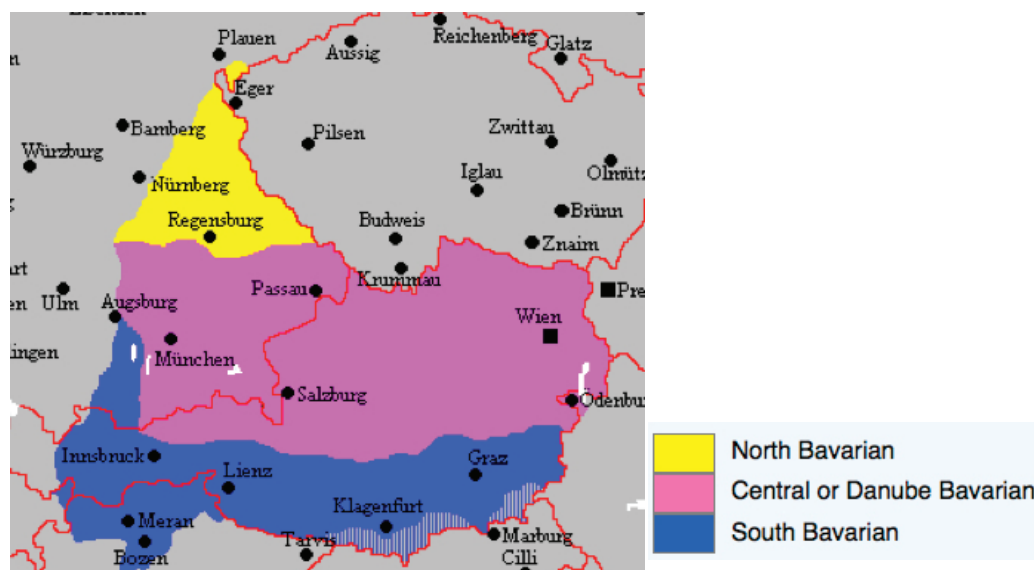 Plauen
Aussig
Reichenberg
Glatz
Eger
Bamberg
Pilsen
Zwittau
Würzburg
Olmütz
Nürnberg
Iglau
Brünn
Regensburg
Budweis
Znaim
Krummau
Passau
Ulm
Augsburg
Wien
München
Salzburg
Innsbruck
Lienz
Graz
Klagenfurt
Meran
Bozen
Tarvis
Marburg
Cilli
North Bavarian
Central or Danube Bavarian
South Bavarian